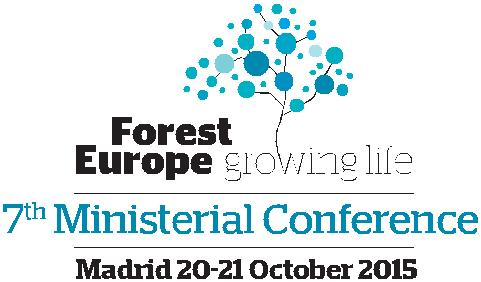 Forest
Europe growing life
7th Ministerial Conference
Madrid 20-21 October 2015